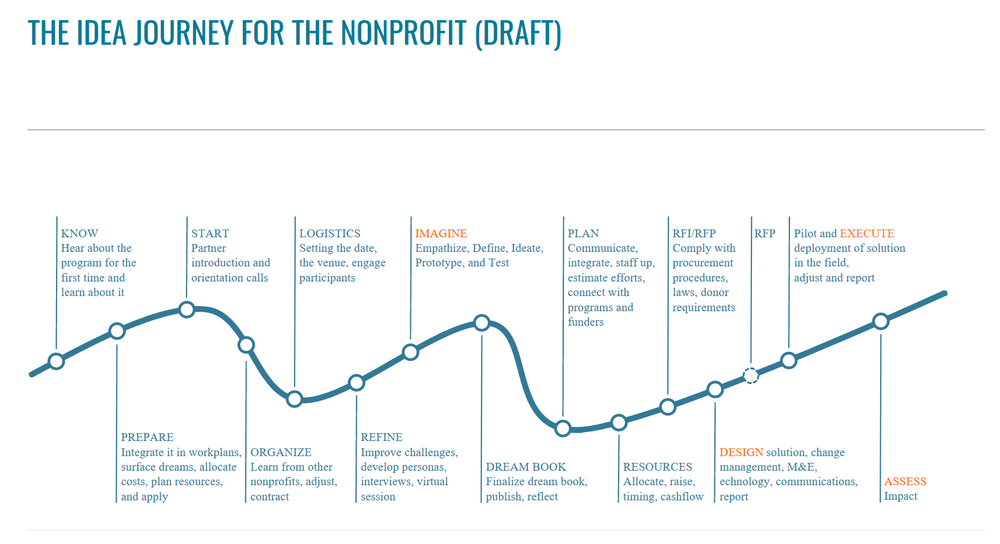 THE IDEA JOURNEY FOR THE NONPROFIT (DRAFT)
KNOW
Hear about the
program for the
first time and
learn about it
START
Partner
introduction and
orientation calls
LOGISTICS
Setting the date,
the venue, engage
participants
IMAGINE
Empathize, Define, Ideate,
Prototype, and Test
PLAN
Communicate,
integrate, staff up,
estimate efforts,
connect with
programs and
funders
RFI/RFP
Comply with
procurement
procedures,
laws, donor
requirements
RFP
Pilot and EXECUTE
deployment of solution
in the field,
adjust and report
PREPARE
Integrate it in workplans,
surface dreams, allocate
costs, plan resources,
and apply
ORGANIZE
Learn from other
nonprofits, adjust,
contract
REFINE
Improve challenges,
develop personas,
interviews, virtual
session
DREAM BOOK
Finalize dream book,
publish, reflect
RESOURCES
Allocate, raise,
timing, cashflow
DESIGN solution, change
management, M&E,
echnology, communications,
report
ASSESS
Impact